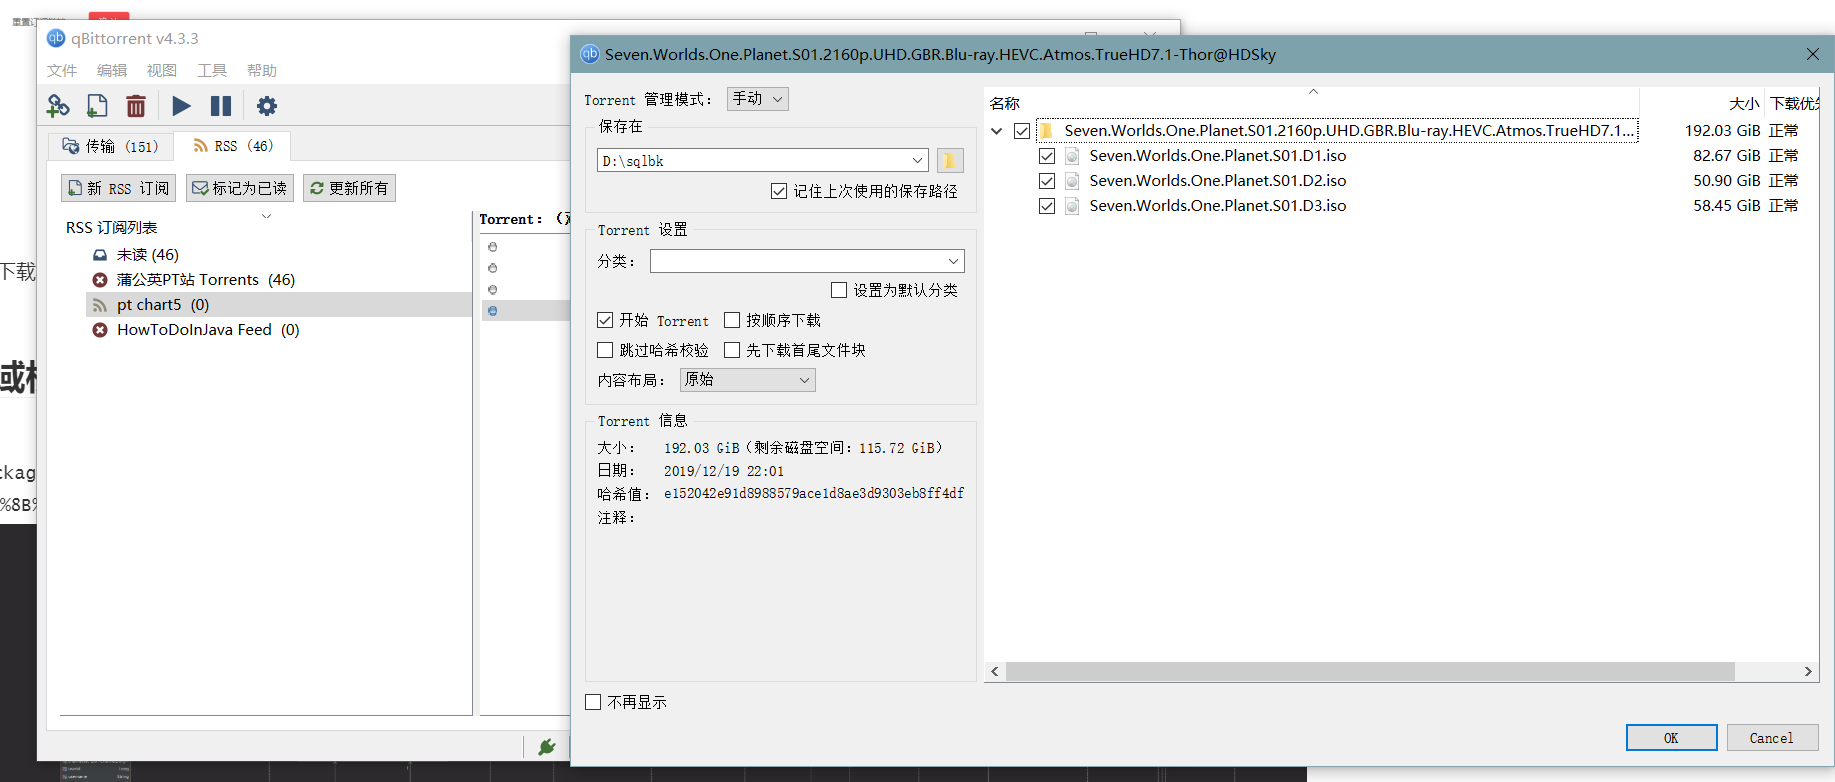 qBittorrent v4.3.3
文件 编辑 视图 工具 帮助
传输 (151) RSS (46)
新 RSS 订阅 标记为已读 更新所有
RSS 订阅列表
未读 (46)
蒲公英PT站 Torrents (46)
pt chart5 (0)
HowToDoInJava Feed (0)
Torrent:
下载
ckag
%8B%
Seven.Worlds.One.Planet.S01.2160p.UHD.GBR.Blu-ray.HEVC.Atmos.TrueHD7.1-Thor@HDSky
Torrent 管理模式： 手动
保存在
D:\sqlbk
记住上次使用的保存路径
Torrent 设置
分类：
设置为默认分类
开始 Torrent 按顺序下载
跳过哈希校验 先下载首尾文件块
内容布局： 原始
Torrent 信息
大小： 192.03 GiB（剩余磁盘空间：115.72 GiB）
日期： 2019/12/19 22:01
哈希值： e152042e91d8988579ace1d8ae3d9303eb8ff4df
注释：
不再显示
名称 大小 下载优
Seven.Worlds.One.Planet.S01.2160p.UHD.GBR.Blu-ray.HEVC.Atmos.TrueHD7.1... 192.03 GiB 正常
Seven.Worlds.One.Planet.S01.D1.iso 82.67 GiB 正常
Seven.Worlds.One.Planet.S01.D2.iso 50.90 GiB 正常
Seven.Worlds.One.Planet.S01.D3.iso 58.45 GiB 正常
OK Cancel